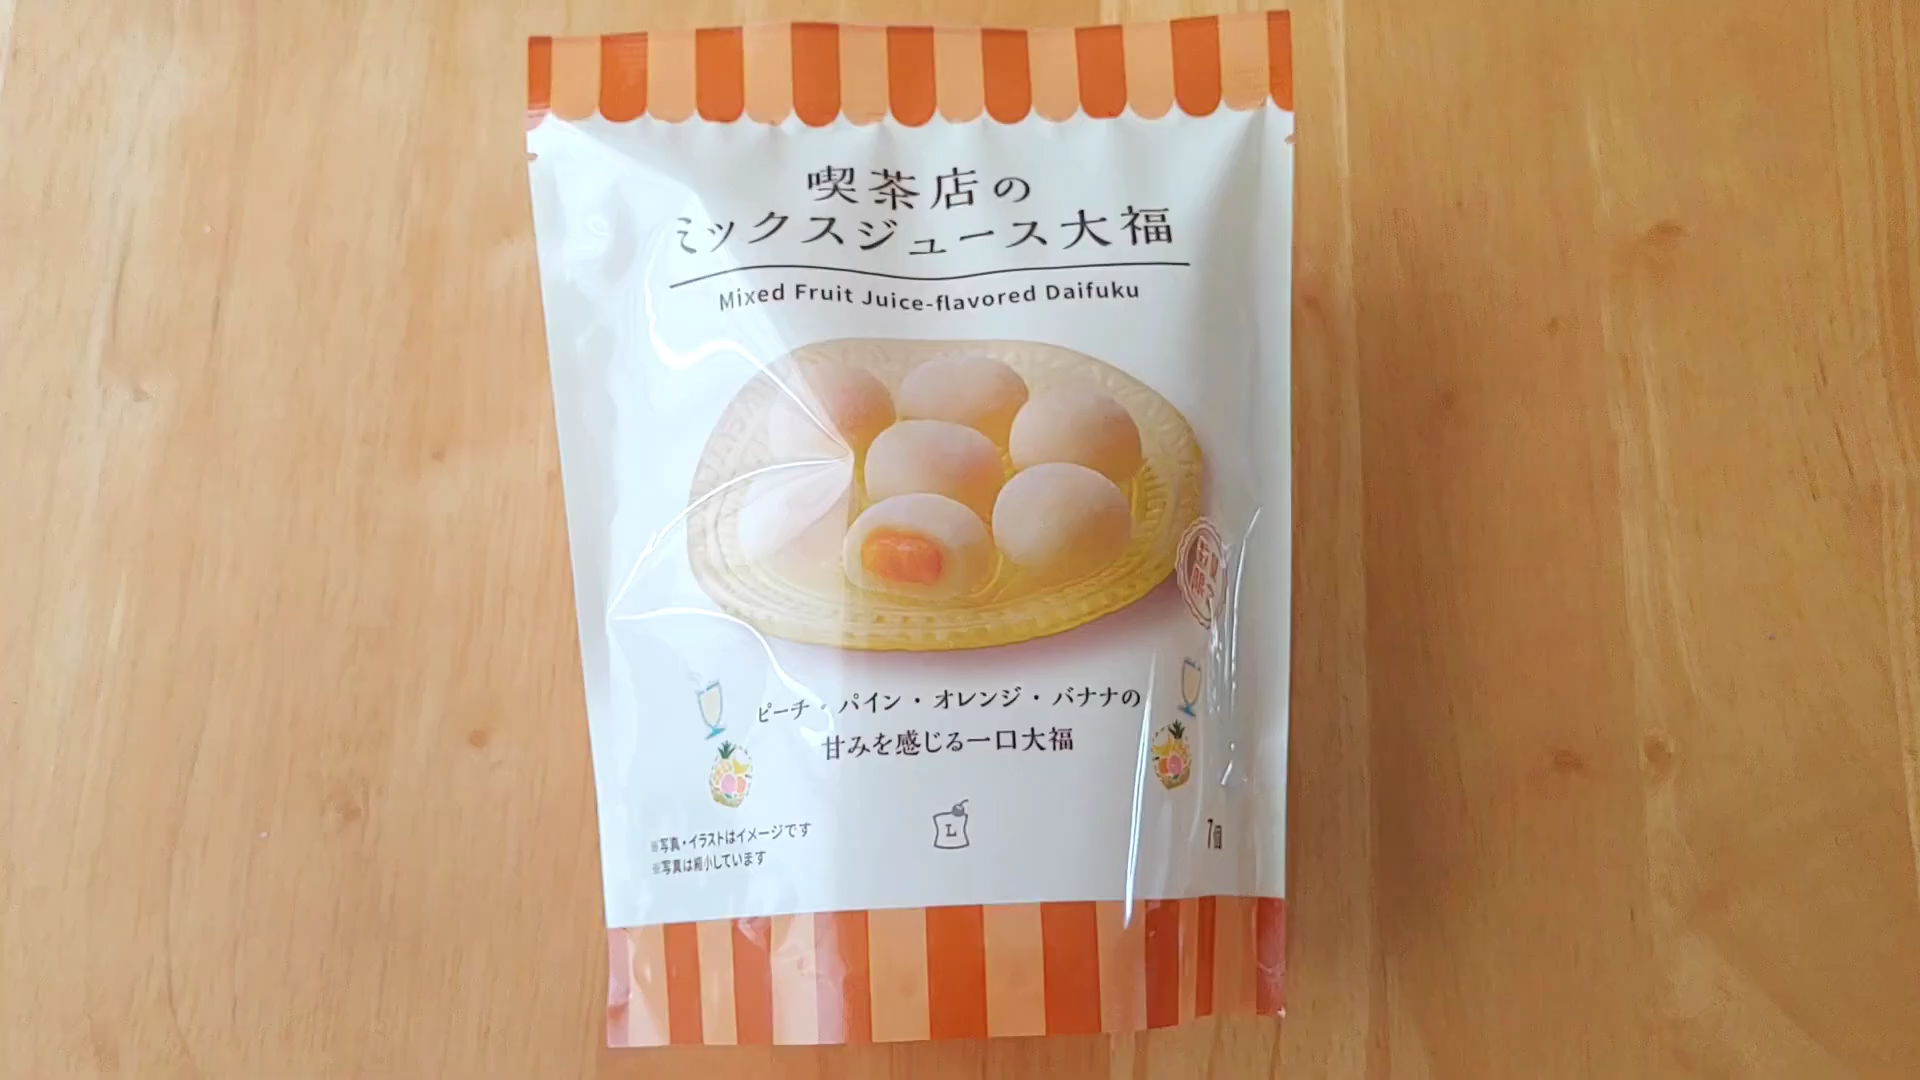 喫茶店の
ミックスジュース大福
Mixed Fruit Juice-flavored Daifuku
ピーチ・パイン・オレンジ・バナナの
甘みを感じる一口大福
L
7個
※写真・イラストはイメージです
※写真は縮小しています